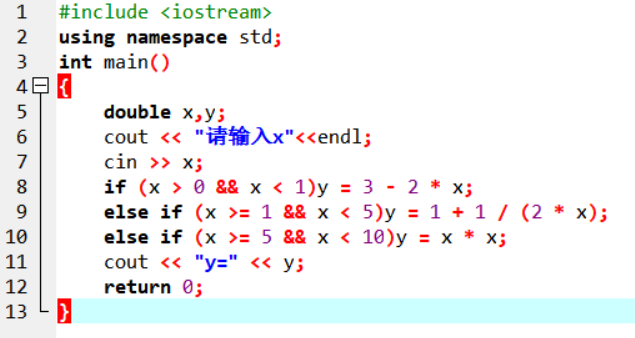 1 #include <iostream>
2 using namespace std;
3 int main()
4 {
5 double x,y;
6 cout << "请输入x"<<endl;
7 cin >> x;
8 if (x > 0 && x < 1)y = 3 - 2 * x;
9 else if (x >= 1 && x < 5)y = 1 + 1 / (2 * x);
10 else if (x >= 5 && x < 10)y = x * x;
11 cout << "y=" << y;
12 return 0;
13 }